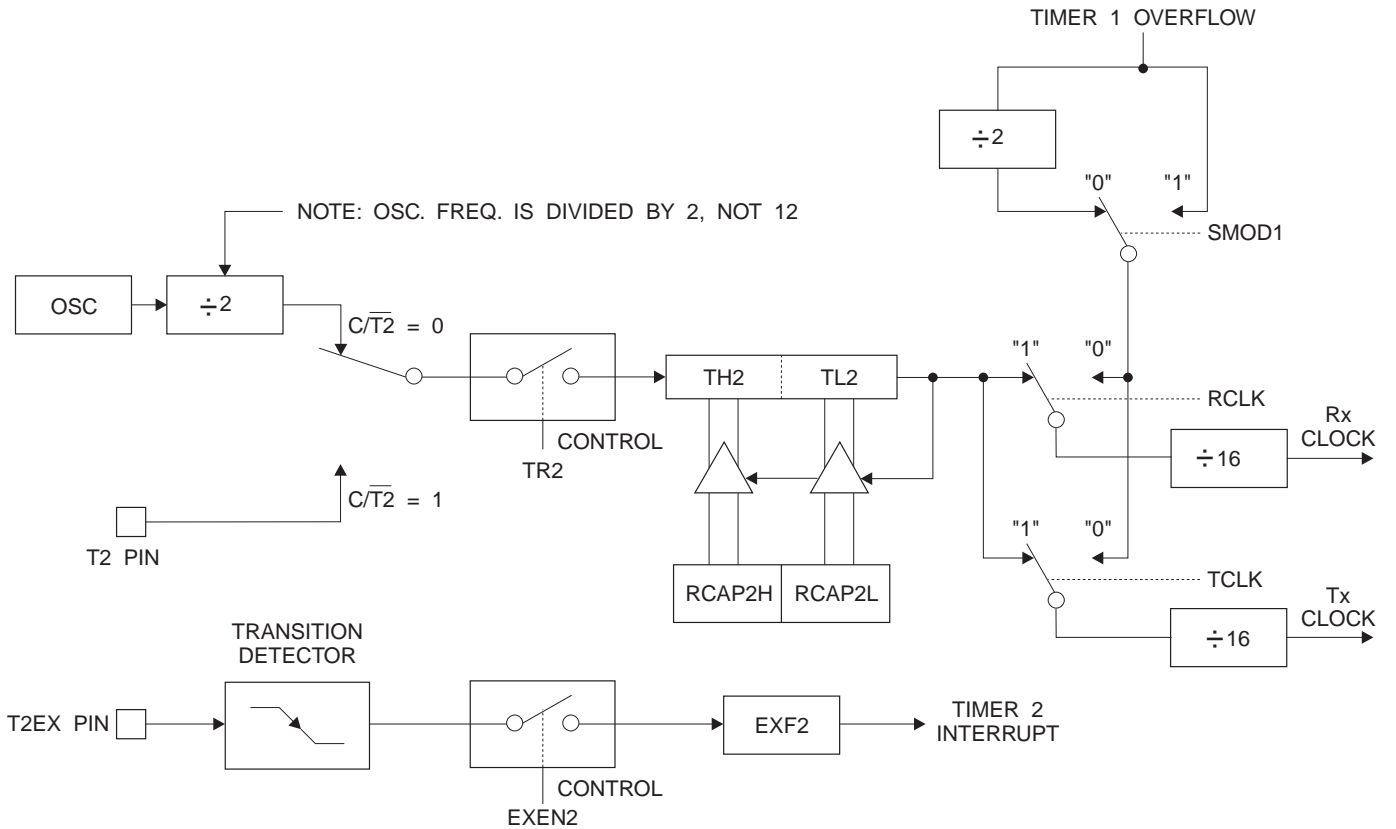 TIMER 1 OVERFLOW
÷2
"0" "1"
SMOD1
NOTE: OSC. FREQ. IS DIVIDED BY 2, NOT 12
OSC
÷2
C/T2̅ = 0
TH2
TL2
"1" "0"
RCLK
Rx
CLOCK
÷16
CONTROL
TR2
C/T2̅ = 1
T2 PIN
RCAP2H
RCAP2L
"1" "0"
TCLK
Tx
CLOCK
÷16
TRANSITION
DETECTOR
T2EX PIN
EXF2
TIMER 2
INTERRUPT
CONTROL
EXEN2